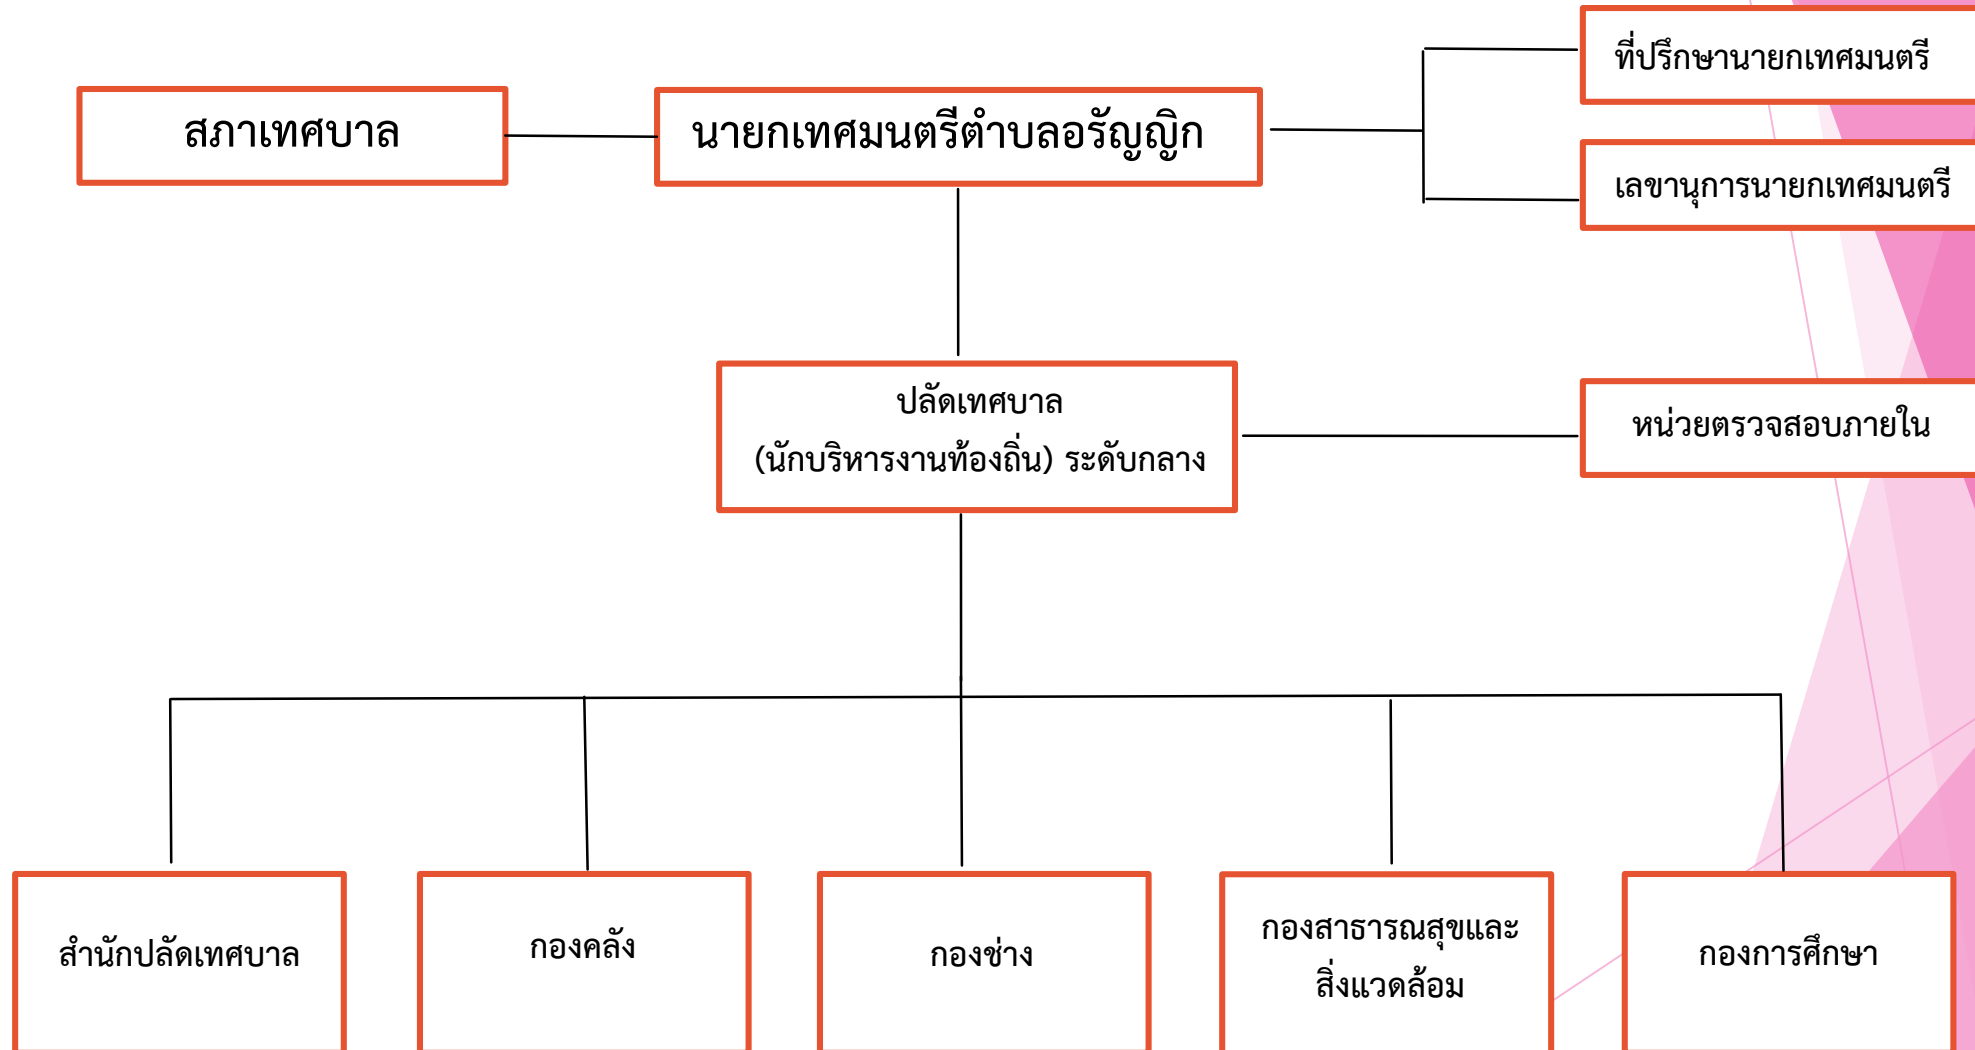 ที่ปรึกษานายกเทศมนตรี
สภาเทศบาล
นายกเทศมนตรีตำบลอรัญญิก
เลขานุการนายกเทศมนตรี
ปลัดเทศบาล
(นักบริหารงานท้องถิ่น) ระดับกลาง
หน่วยตรวจสอบภายใน
สำนักปลัดเทศบาล
กองคลัง
กองช่าง
กองสาธารณสุขและ
สิ่งแวดล้อม
กองการศึกษา